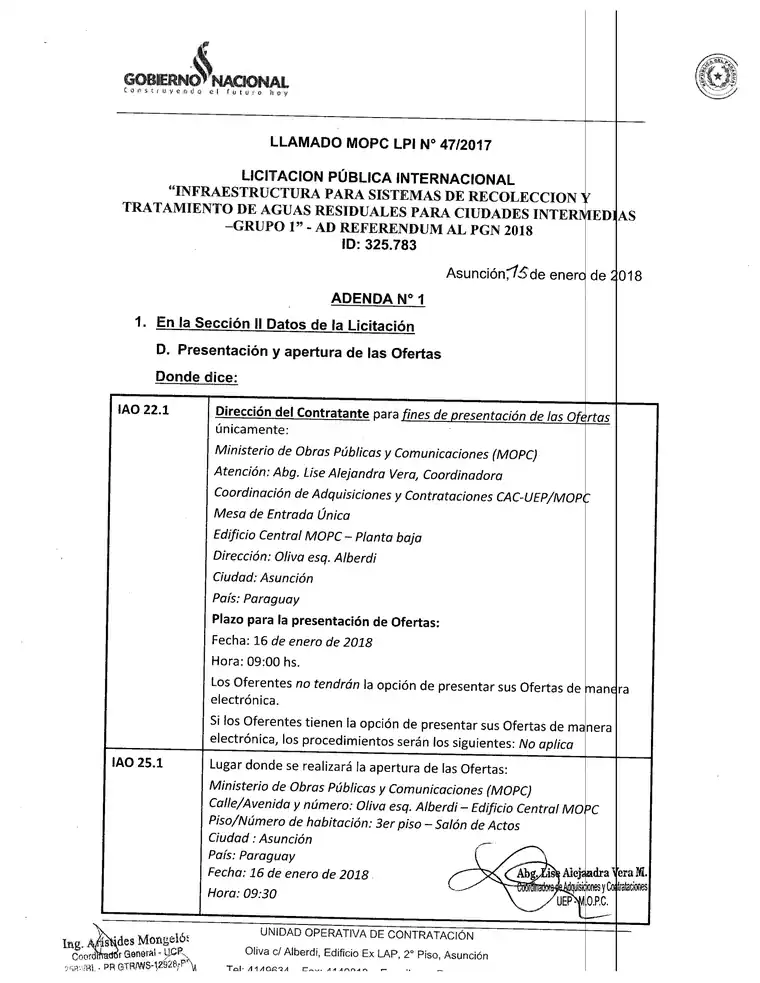 GOBIERNO NACIONAL
Construyendo el futuro hoy
LLAMADO MOPC LPI N° 47/2017
LICITACION PÚBLICA INTERNACIONAL
“INFRAESTRUCTURA PARA SISTEMAS DE RECOLECCION Y
TRATAMIENTO DE AGUAS RESIDUALES PARA CIUDADES INTERMEDIAS
–GRUPO 1” - AD REFERENDUM AL PGN 2018
ID: 325.783
Asunción, 15 de enero de 2018
ADENDA N° 1
1. En la Sección II Datos de la Licitación
D. Presentación y apertura de las Ofertas
Donde dice:
IAO 22.1
Dirección del Contratante para fines de presentación de las Ofertas
únicamente:
Ministerio de Obras Públicas y Comunicaciones (MOPC)
Atención: Abg. Lise Alejandra Vera, Coordinadora
Coordinación de Adquisiciones y Contrataciones CAC-UEP/MOPC
Mesa de Entrada Única
Edificio Central MOPC – Planta baja
Dirección: Oliva esq. Alberdi
Ciudad: Asunción
País: Paraguay
Plazo para la presentación de Ofertas:
Fecha: 16 de enero de 2018
Hora: 09:00 hs.
Los Oferentes no tendrán la opción de presentar sus Ofertas de manera
electrónica.
Si los Oferentes tienen la opción de presentar sus Ofertas de manera
electrónica, los procedimientos serán los siguientes: No aplica
IAO 25.1
Lugar donde se realizará la apertura de las Ofertas:
Ministerio de Obras Públicas y Comunicaciones (MOPC)
Calle/Avenida y número: Oliva esq. Alberdi – Edificio Central MOPC
Piso/Número de habitación: 3er piso – Salón de Actos
Ciudad : Asunción
País: Paraguay
Fecha: 16 de enero de 2018
Hora: 09:30
Abg. Lise Alejandra Vera M.
Coordinadora de Adquisiciones y Contrataciones
UEP - M.O.P.C.
Ing. Arístides Mongelós
Coordinador General - UCP
PR GTR/WS-12928-P
UNIDAD OPERATIVA DE CONTRATACIÓN
Oliva c/ Alberdi, Edificio Ex LAP, 2° Piso, Asunción